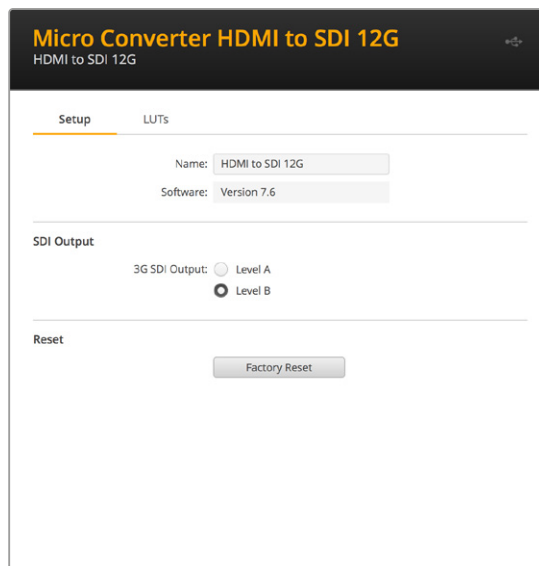 Micro Converter HDMI to SDI 12G
HDMI to SDI 12G
Setup LUTs
Name: HDMI to SDI 12G
Software: Version 7.6
SDI Output
3G SDI Output: Level A
Level B
Reset
Factory Reset